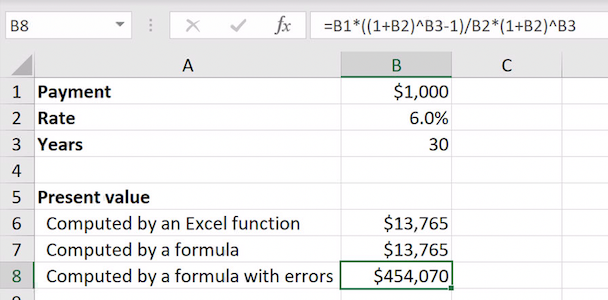 B8 fx =B1*((1+B2)^B3-1)/B2*(1+B2)^B3
A B C
1 Payment $1,000
2 Rate 6.0%
3 Years 30
4
5 Present value
6 Computed by an Excel function $13,765
7 Computed by a formula $13,765
8 Computed by a formula with errors $454,070